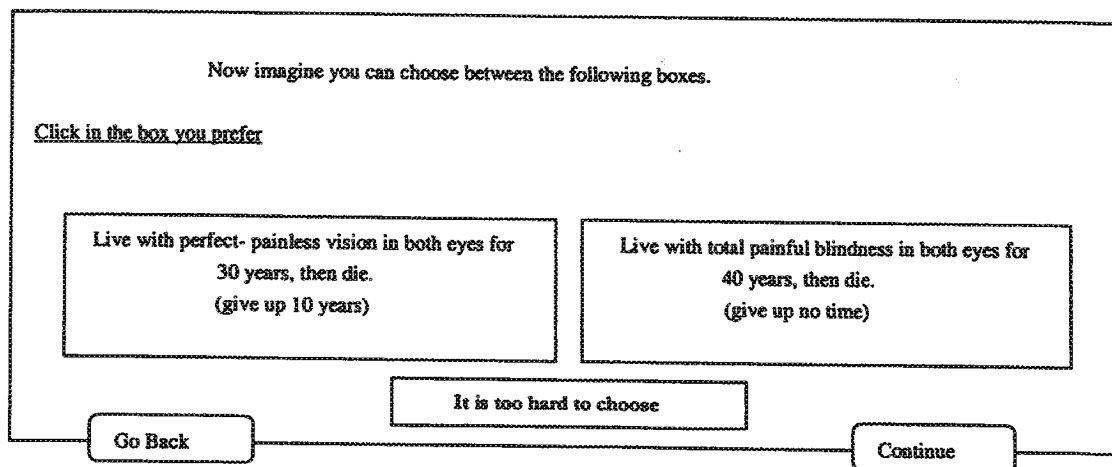 Now imagine you can choose between the following boxes.
Click in the box you prefer
Live with perfect- painless vision in both eyes for
30 years, then die.
(give up 10 years)
Live with total painful blindness in both eyes for
40 years, then die.
(give up no time)
It is too hard to choose
Go Back
Continue